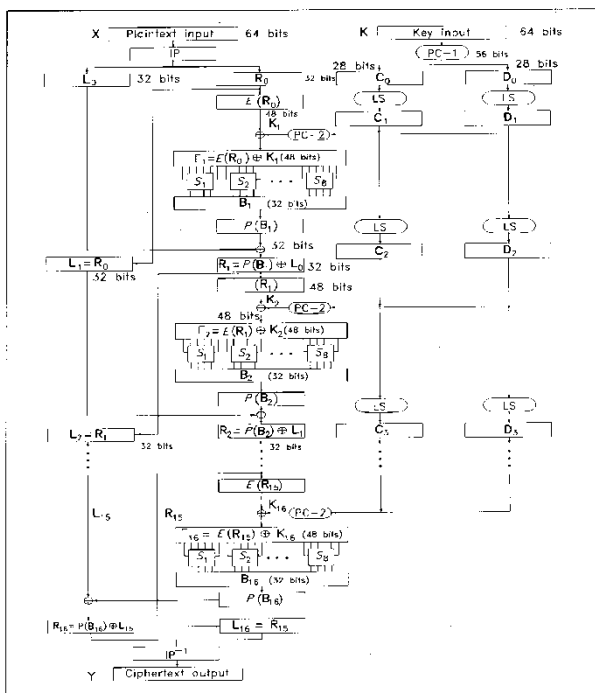 X Plcirtext input 64 bits K Key input 64 bits
IP PC-1 56 bits
28 bits 28 bits
L0 32 bits R0 32 bits C0 D0
E(R0) LS LS
48 bits
K1 PC-2 C1 D1
Γ1=E(R0)⊕K1(48 bits)
S1 S2 · · · S8
B1 (32 bits)
P(B1) LS LS
32 bits
L1=R0 R1=P(B)⊕L0 32 bits C2 D2
32 bits (R1) 48 bits
K2 PC-2
48 bits
Γ2=E(R1)⊕K2(48 bits)
S1 S2 · · · S8
B2 (32 bits)
P(B2) LS LS
L2=R1 R2=P(B2)⊕L1 C3 D3
32 bits 32 bits
E(R15)
L15 R15 K16 PC-2
16 = E(R15)⊕K16 (48 bits)
S1 S2 · · · S8
B16 (32 bits)
P(B16)
R16=P(B16)⊕L15 L16 = R15
IP-1
Y Ciphertext output